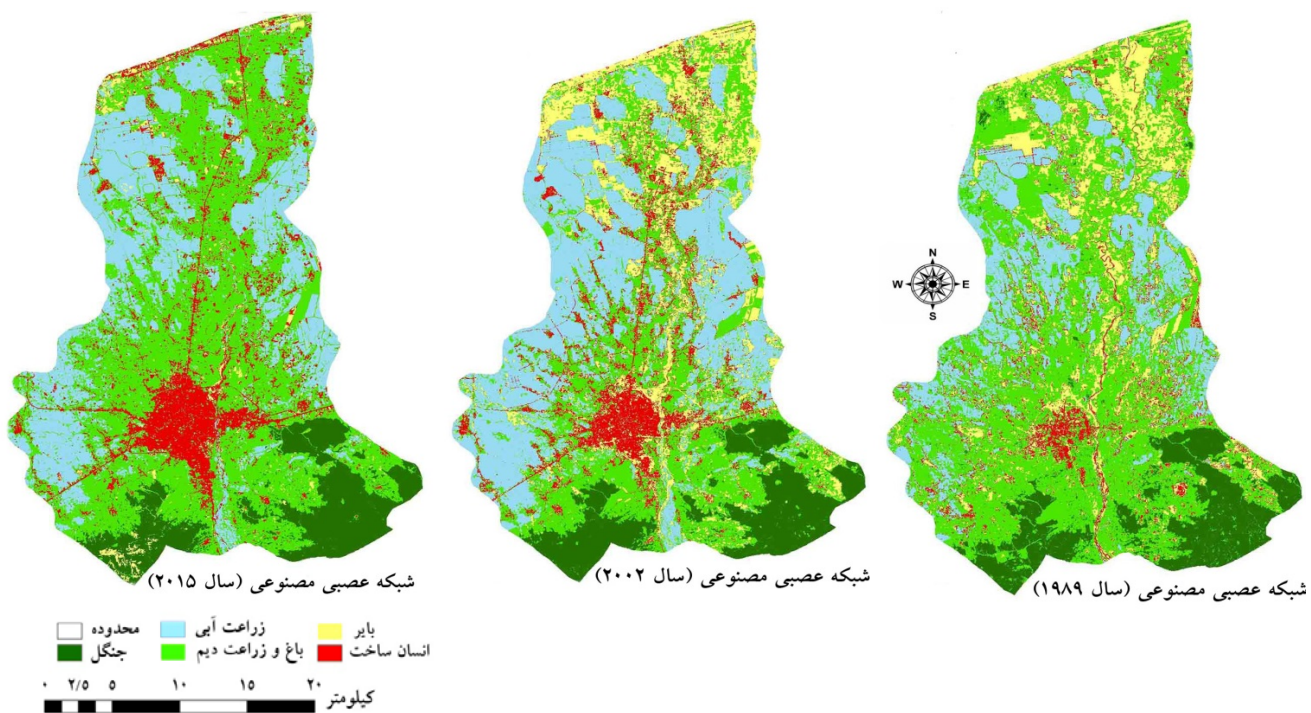 N
W E
S
شبکه عصبی مصنوعی (سال ۱۹۸۹)
شبکه عصبی مصنوعی (سال ۲۰۰۲)
شبکه عصبی مصنوعی (سال ۲۰۱۵)
بایر زراعت آبی محدوده
انسان ساخت باغ و زراعت دیم جنگل
۰ ۲/۵ ۵ ۱۰ ۱۵ ۲۰
کیلومتر